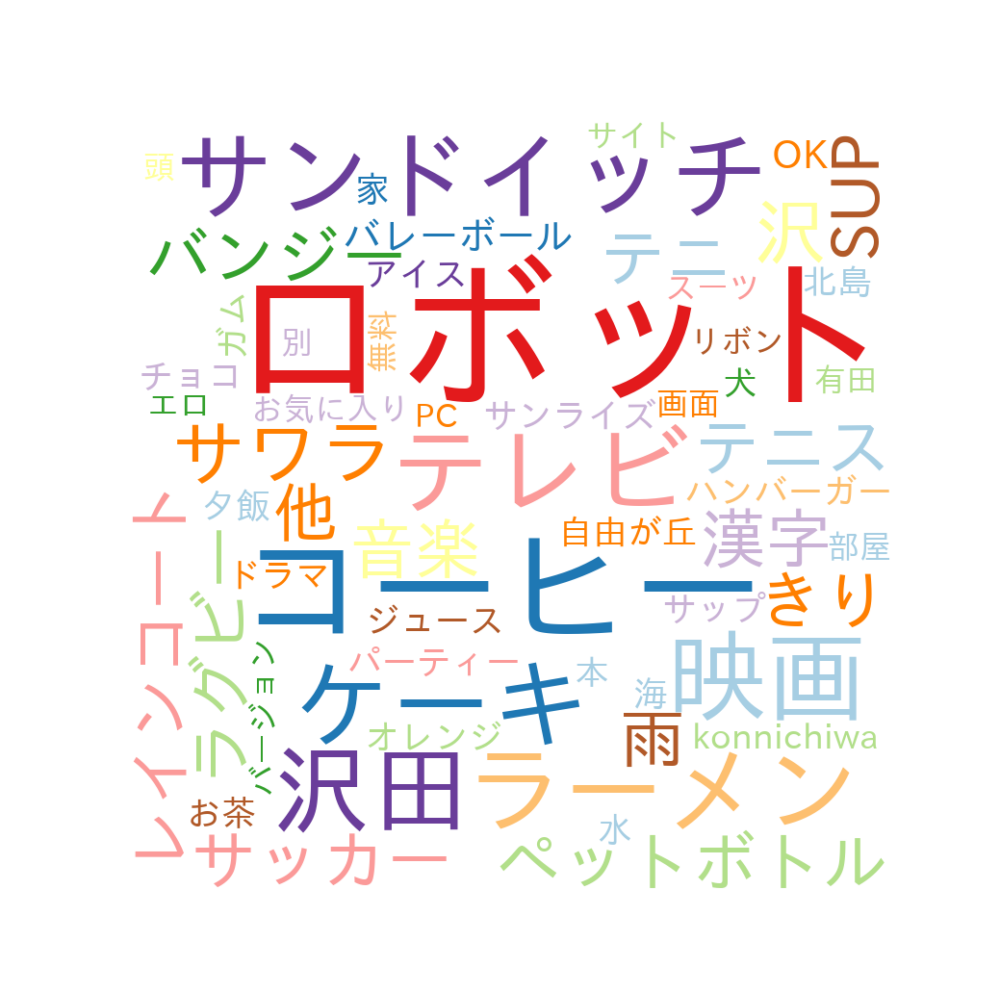 サイト
サンドイッチ
OK
SUP
頭
家
沢
バレーボール
バンジー
テニ
アイス
ロボット
スーツ
北島
ガム
無料
別
リボン
チョコ
犬
有田
エロ
お気に入り
PC
サンライズ
画面
サワラ
テレビ
テニス
夕飯
他
ハンバーガー
レインコート
音楽
自由が丘
漢字
部屋
ラグビー
ドラマ
コーヒー
きり
ジュース
サップ
バージョン
パーティー
ケーキ
本
海
映画
雨
オレンジ
konnichiwa
沢田
ラーメン
お茶
水
サッカー
ペットボトル